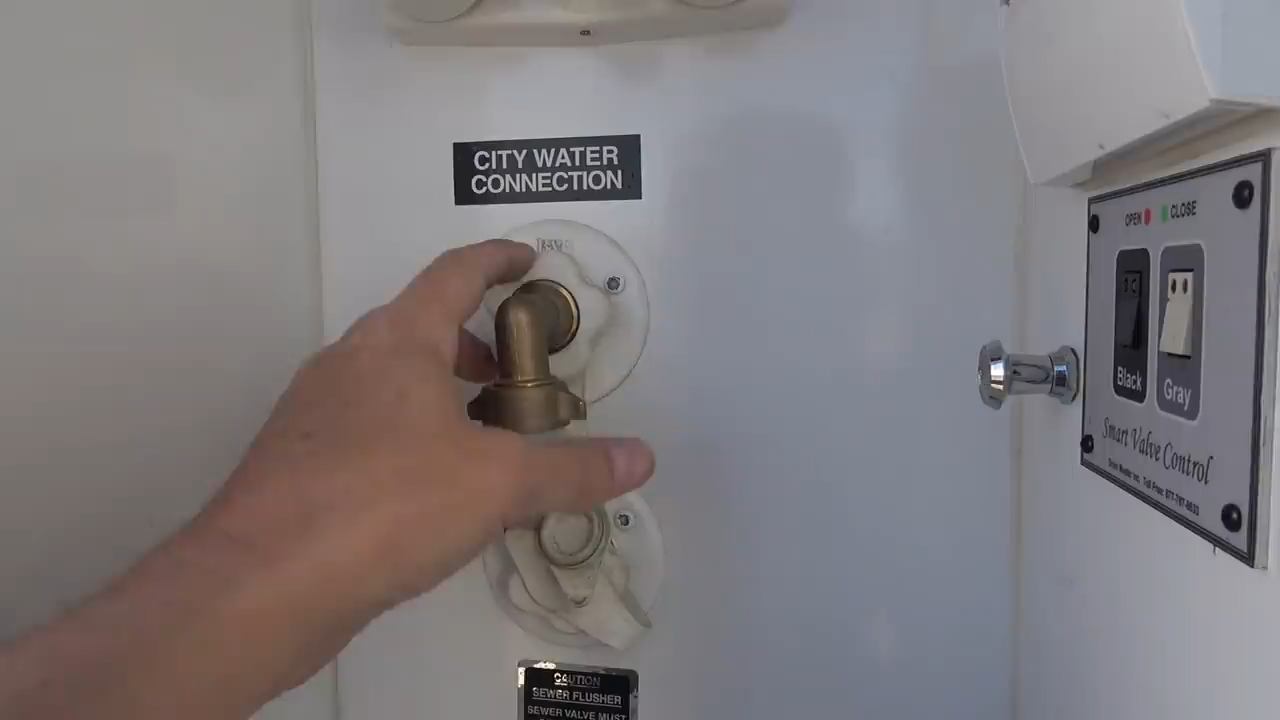 CITY WATER
CONNECTION
OPEN CLOSE
Black
Gray
Smart Valve Control
CAUTION
SEWER FLUSHER
SEWER VALVE MUST